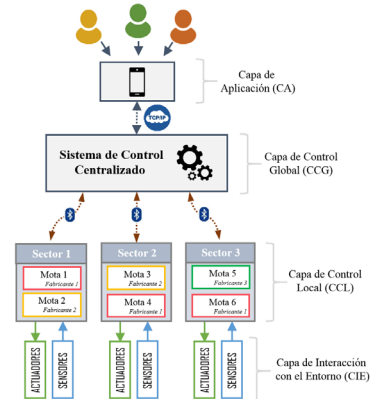 Capa de
Aplicación (CA)
TCP/IP
Sistema de Control
Centralizado
Capa de Control
Global (CCG)
Sector 1
Mota 1
Fabricante 1
Mota 2
Fabricante 2
Sector 2
Mota 3
Fabricante 2
Mota 4
Fabricante 1
Sector 3
Mota 5
Fabricante 3
Mota 6
Fabricante 1
Capa de Control
Local (CCL)
ACTUADORES
SENSORES
ACTUADORES
SENSORES
ACTUADORES
SENSORES
Capa de Interacción
con el Entorno (CIE)